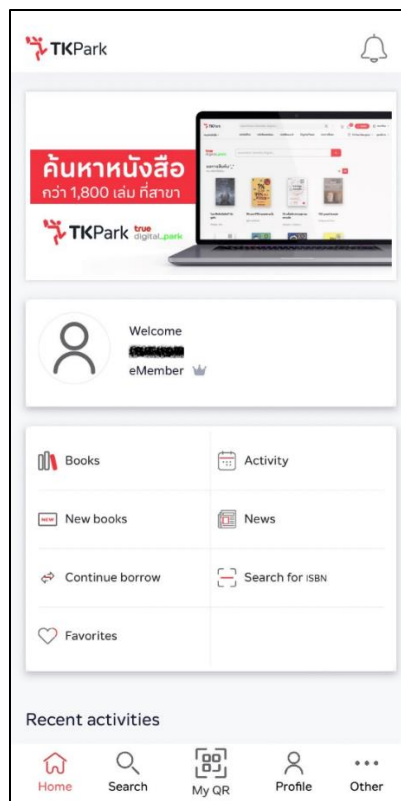 TKPark
ค้นหาหนังสือ
กว่า 1,800 เล่ม ที่สาขา
TKPark true digital park
Welcome
eMember
Books
Activity
NEW
New books
News
Continue borrow
Search for ISBN
Favorites
Recent activities
Home
Search
My QR
Profile
Other